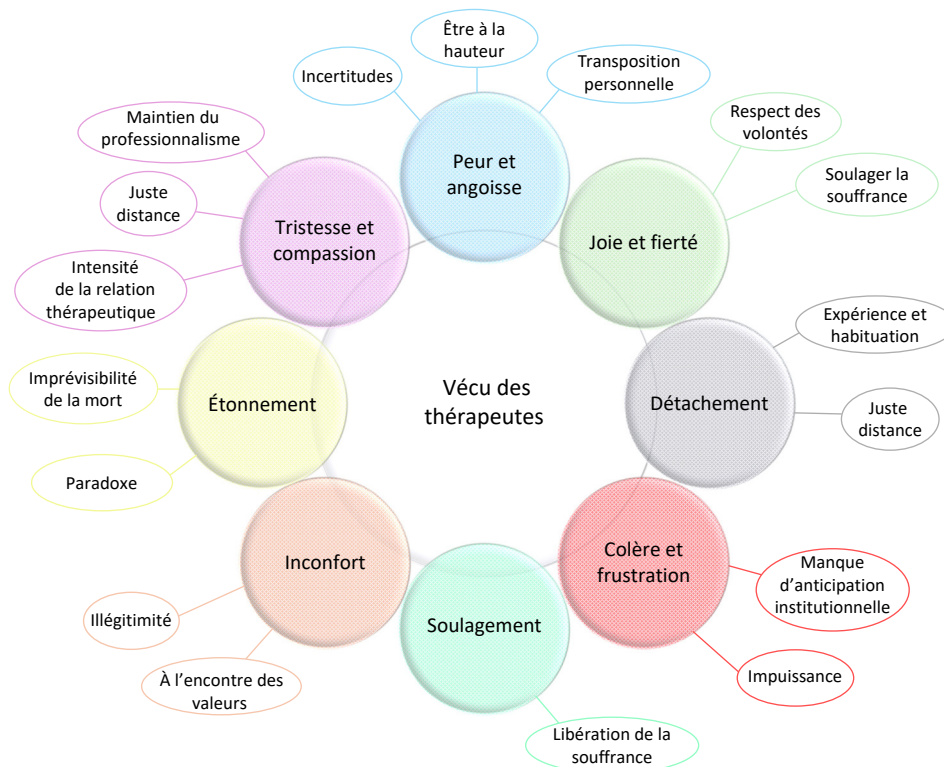 Être à la
hauteur
Incertitudes
Transposition
personnelle
Peur et
angoisse
Respect des
volontés
Soulager la
souffrance
Joie et fierté
Expérience et
habituation
Juste
distance
Détachement
Manque
d’anticipation
institutionnelle
Impuissance
Colère et
frustration
Libération de la
souffrance
Soulagement
À l’encontre des
valeurs
Illégitimité
Inconfort
Paradoxe
Imprévisibilité
de la mort
Étonnement
Intensité
de la relation
thérapeutique
Juste
distance
Maintien du
professionnalisme
Tristesse et
compassion
Vécu des
thérapeutes